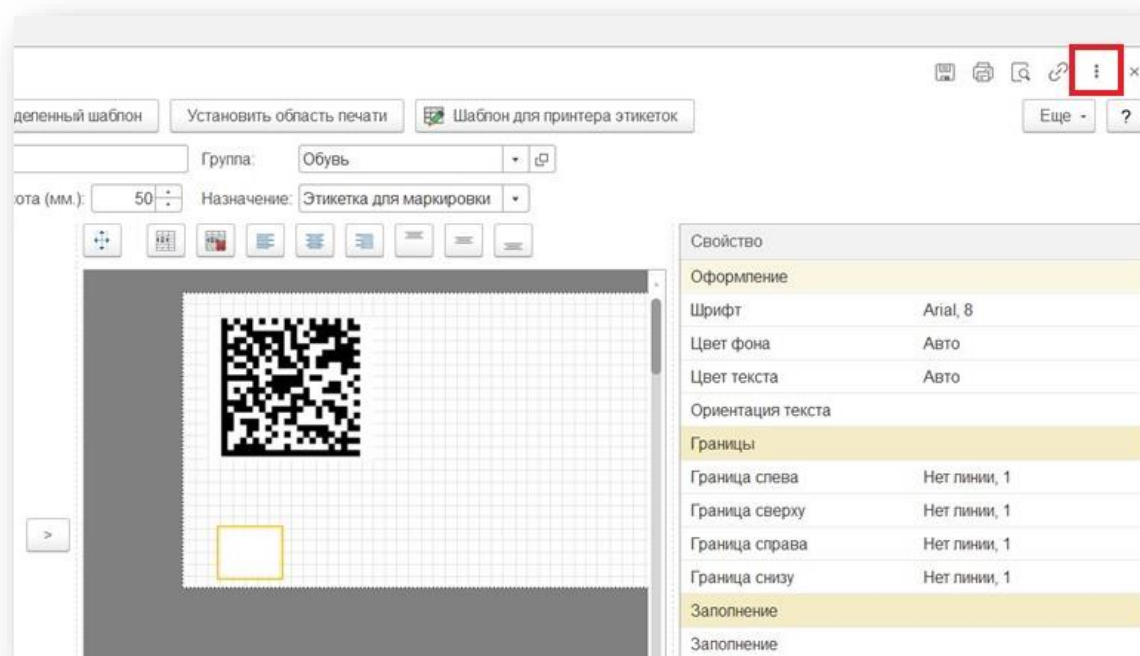 деленный шаблон Установить область печати Шаблон для принтера этикеток Еще ?
Группа: Обувь
ота (мм.): 50 Назначение: Этикетка для маркировки
Свойство
Оформление
Шрифт Arial, 8
Цвет фона Авто
Цвет текста Авто
Ориентация текста
Границы
Граница слева Нет линии, 1
Граница сверху Нет линии, 1
>
Граница справа Нет линии, 1
Граница снизу Нет линии, 1
Заполнение
Заполнение